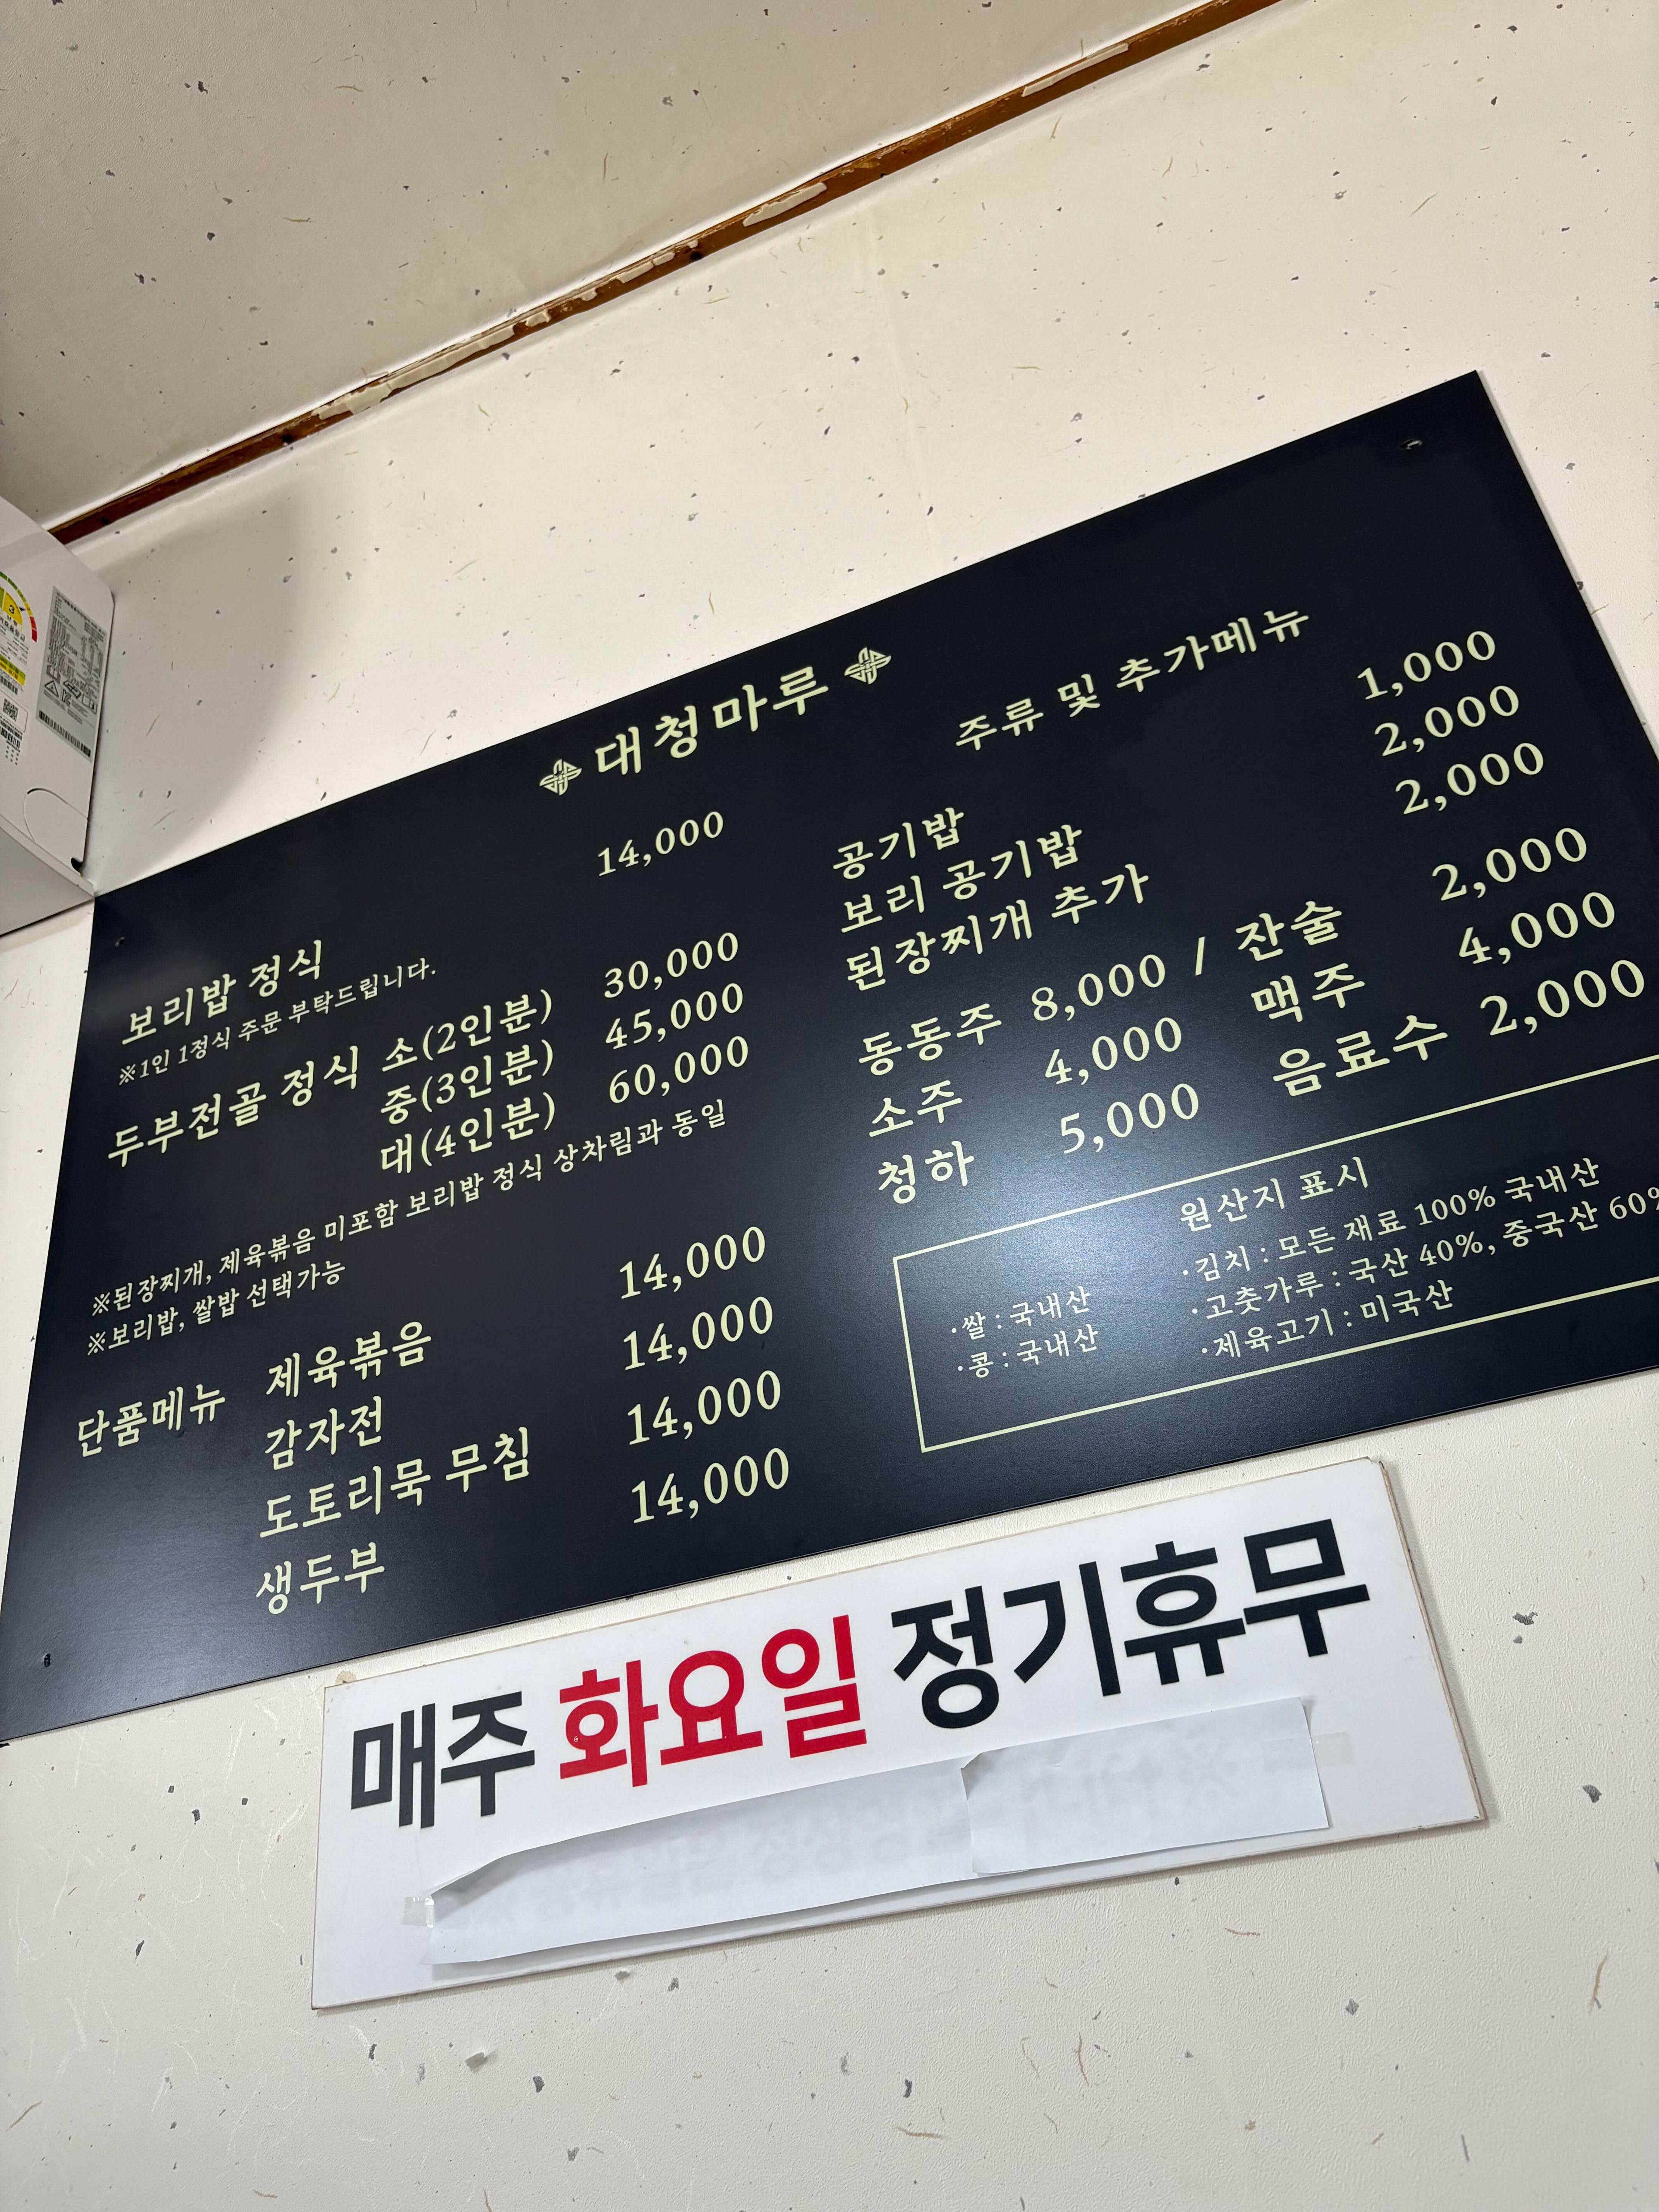 대청마루
보리밥 정식 14,000
※1인 1정식 주문 부탁드립니다.
두부전골 정식 소(2인분) 30,000
중(3인분) 45,000
대(4인분) 60,000
※된장찌개, 제육볶음 미포함 보리밥 정식 상차림과 동일
※보리밥, 쌀밥 선택가능
단품메뉴 제육볶음 14,000
감자전 14,000
도토리묵 무침 14,000
생두부 14,000
주류 및 추가메뉴
공기밥 1,000
보리 공기밥 2,000
된장찌개 추가 2,000
동동주 8,000 / 잔술 2,000
소주 4,000 맥주 4,000
청하 5,000 음료수 2,000
원산지 표시
·쌀 : 국내산 ·김치 : 모든 재료 100% 국내산
·콩 : 국내산 ·고춧가루 : 국산 40%, 중국산 60%
·제육고기 : 미국산
매주 화요일 정기휴무